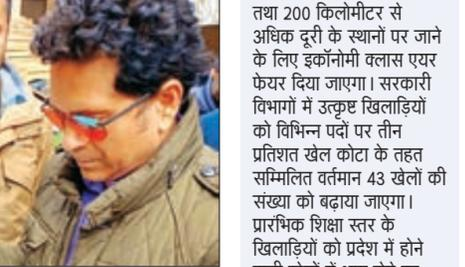 तथा 200 किलोमीटर से
अधिक दूरी के स्थानों पर जाने
के लिए इकॉनोमी क्लास एयर
फेयर दिया जाएगा। सरकारी
विभागों में उत्कृष्ट खिलाड़ियों
को विभिन्न पदों पर तीन
प्रतिशत खेल कोटा के तहत
सम्मिलित वर्तमान 43 खेलों की
संख्या को बढ़ाया जाएगा।
प्रारंभिक शिक्षा स्तर के
खिलाड़ियों को प्रदेश में होने